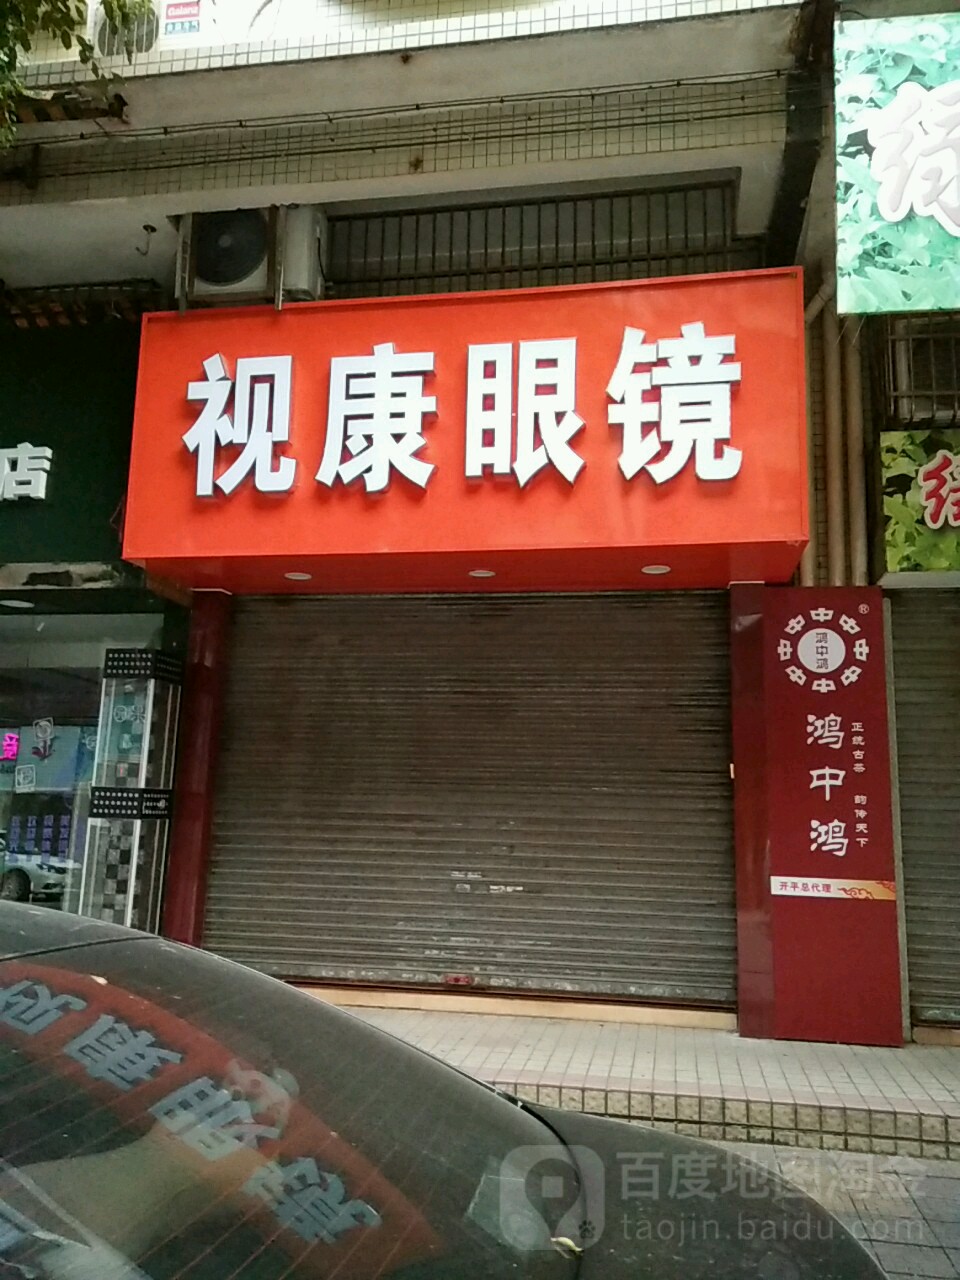 Galanz
视康眼镜
店
鸿中鸿
®
鸿中鸿
正统古茶 韵传天下
开平总代理
百度地图淘金
taojin.baidu.com